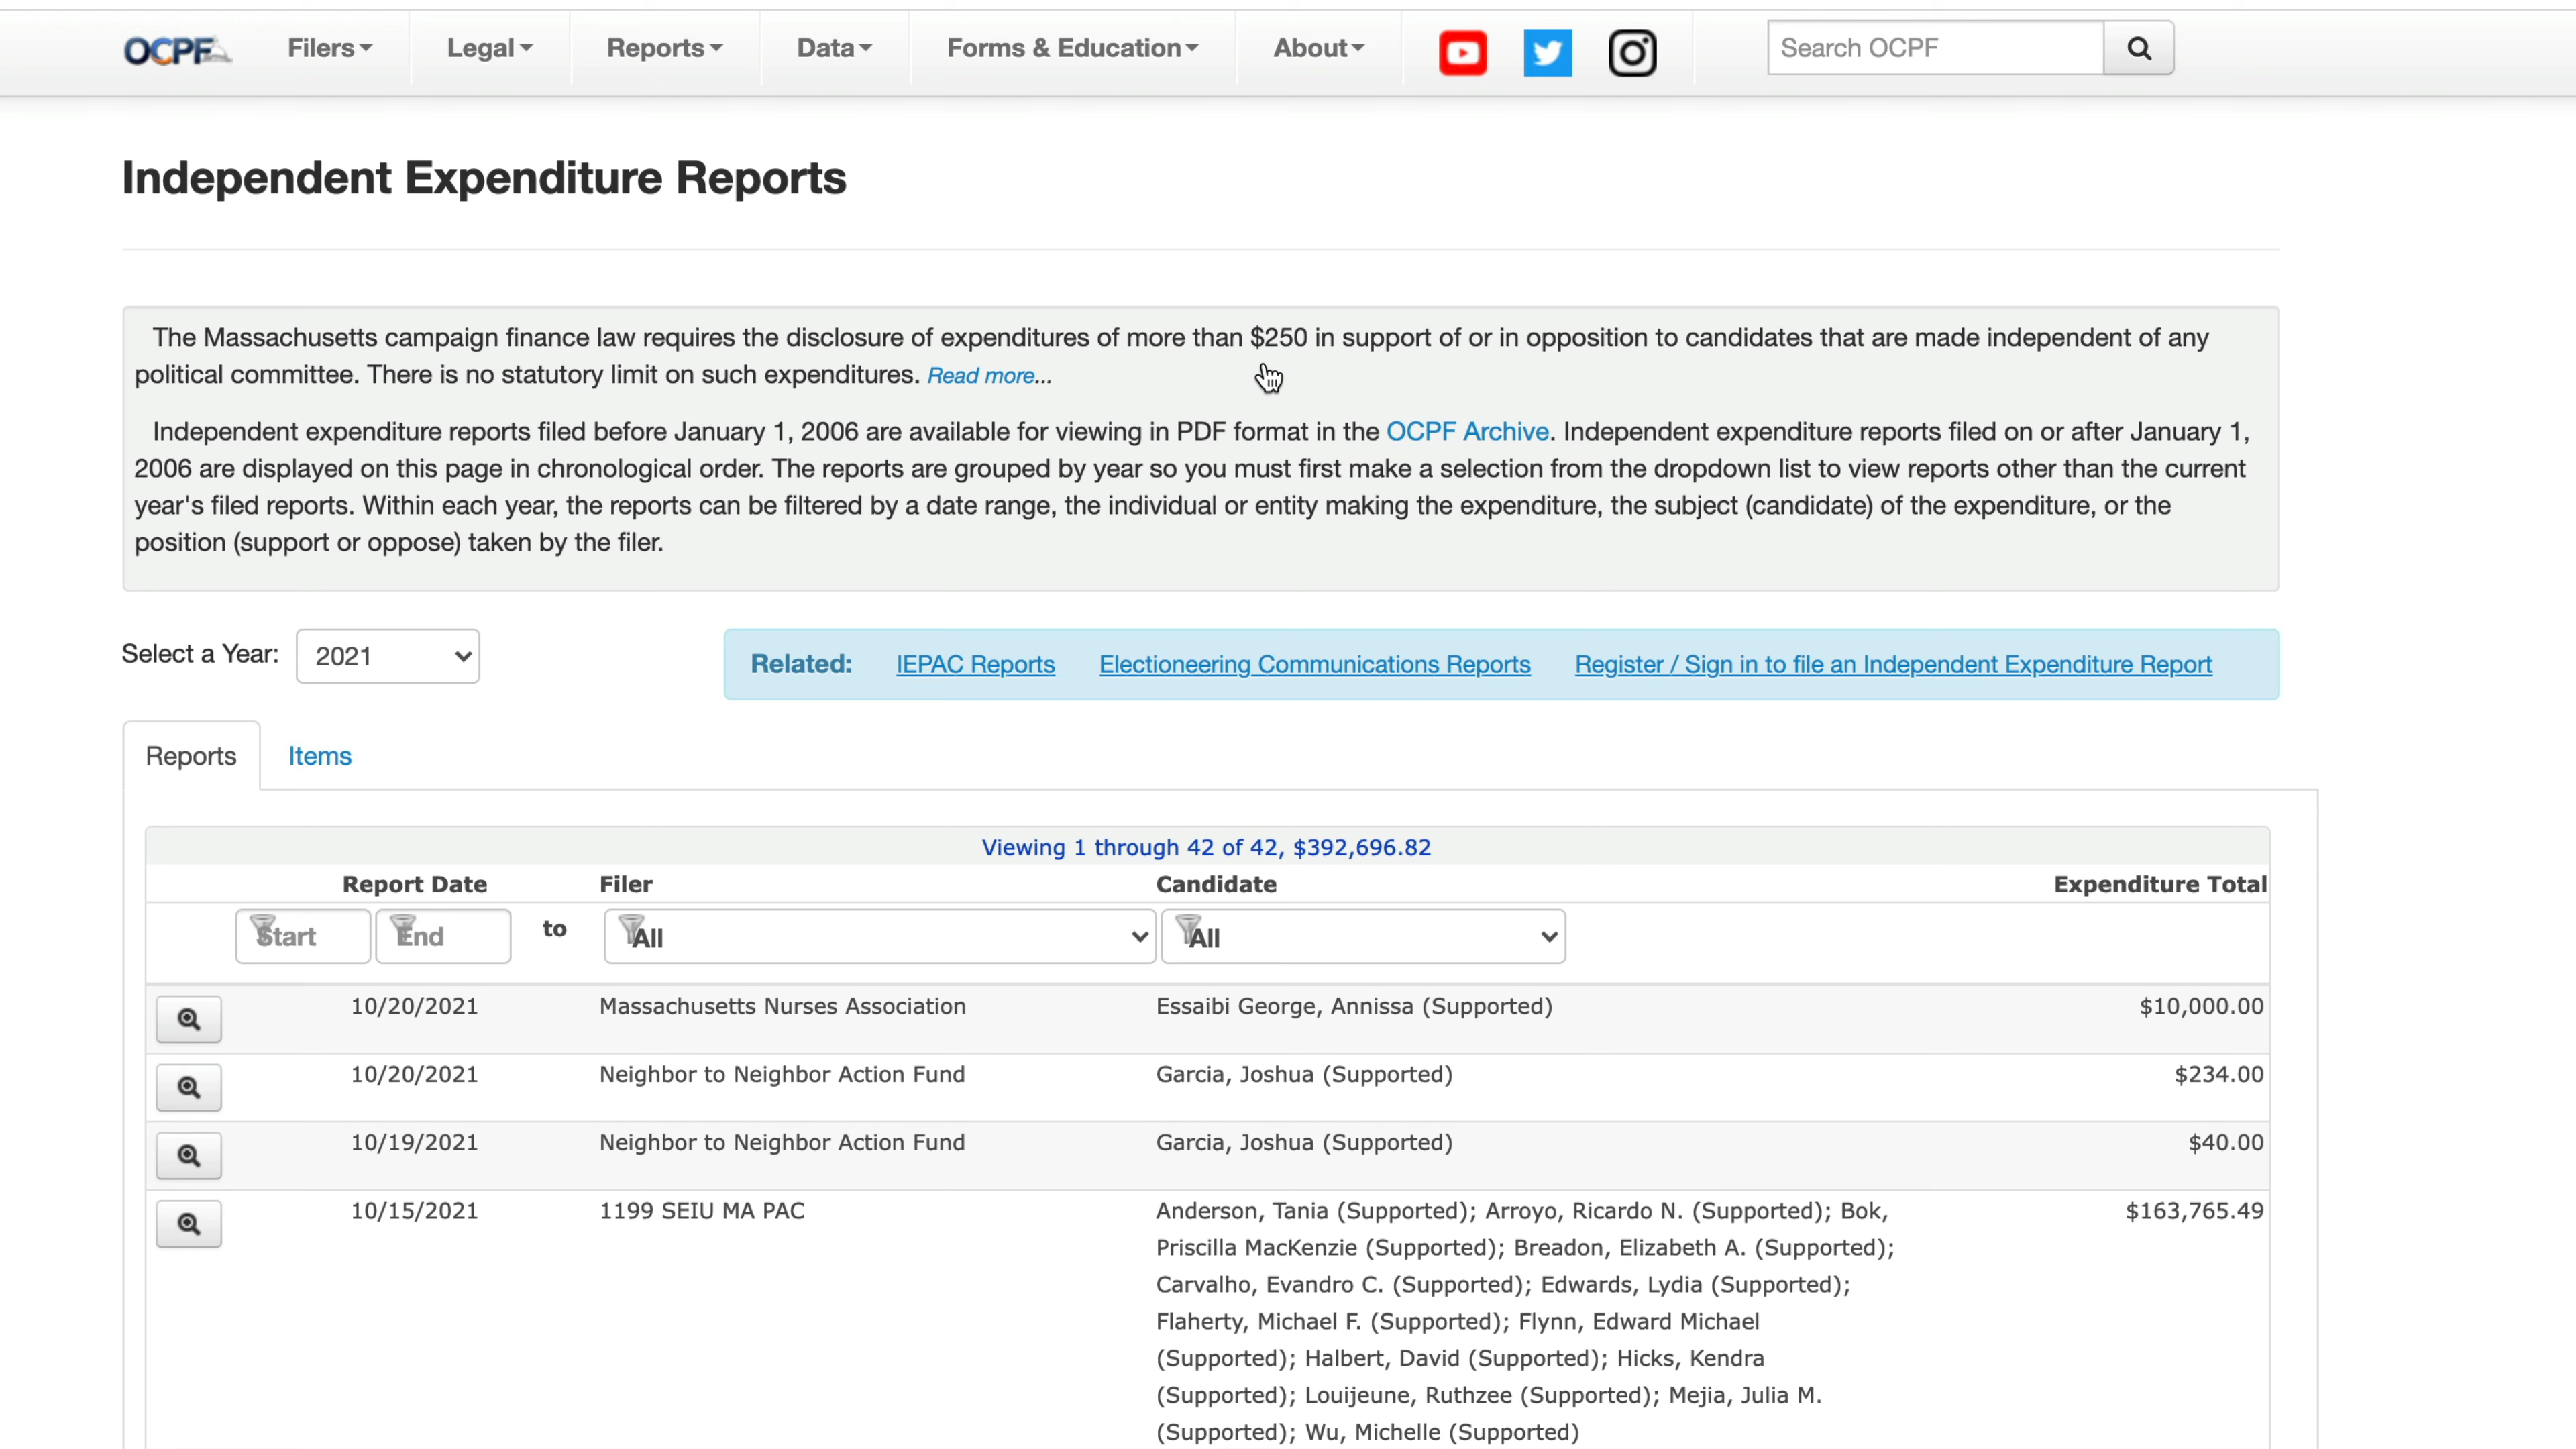 OCPF Filers Legal Reports Data Forms & Education About Search OCPF
Independent Expenditure Reports
The Massachusetts campaign finance law requires the disclosure of expenditures of more than $250 in support of or in opposition to candidates that are made independent of any
political committee. There is no statutory limit on such expenditures. Read more...
Independent expenditure reports filed before January 1, 2006 are available for viewing in PDF format in the OCPF Archive. Independent expenditure reports filed on or after January 1,
2006 are displayed on this page in chronological order. The reports are grouped by year so you must first make a selection from the dropdown list to view reports other than the current
year's filed reports. Within each year, the reports can be filtered by a date range, the individual or entity making the expenditure, the subject (candidate) of the expenditure, or the
position (support or oppose) taken by the filer.
Select a Year: 2021 Related: IEPAC Reports Electioneering Communications Reports Register / Sign in to file an Independent Expenditure Report
Reports Items
Viewing 1 through 42 of 42, $392,696.82
Report Date Filer Candidate Expenditure Total
Start End to All All
10/20/2021 Massachusetts Nurses Association Essaibi George, Annissa (Supported) $10,000.00
10/20/2021 Neighbor to Neighbor Action Fund Garcia, Joshua (Supported) $234.00
10/19/2021 Neighbor to Neighbor Action Fund Garcia, Joshua (Supported) $40.00
10/15/2021 1199 SEIU MA PAC Anderson, Tania (Supported); Arroyo, Ricardo N. (Supported); Bok, $163,765.49
Priscilla MacKenzie (Supported); Breadon, Elizabeth A. (Supported);
Carvalho, Evandro C. (Supported); Edwards, Lydia (Supported);
Flaherty, Michael F. (Supported); Flynn, Edward Michael
(Supported); Halbert, David (Supported); Hicks, Kendra
(Supported); Louijeune, Ruthzee (Supported); Mejia, Julia M.
(Supported); Wu, Michelle (Supported)